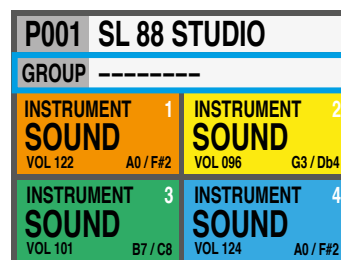 P001 SL 88 STUDIO
GROUP --------
INSTRUMENT 1
SOUND
VOL 122 A0 / F#2
INSTRUMENT 2
SOUND
VOL 096 G3 / Db4
INSTRUMENT 3
SOUND
VOL 101 B7 / C8
INSTRUMENT 4
SOUND
VOL 124 A0 / F#2